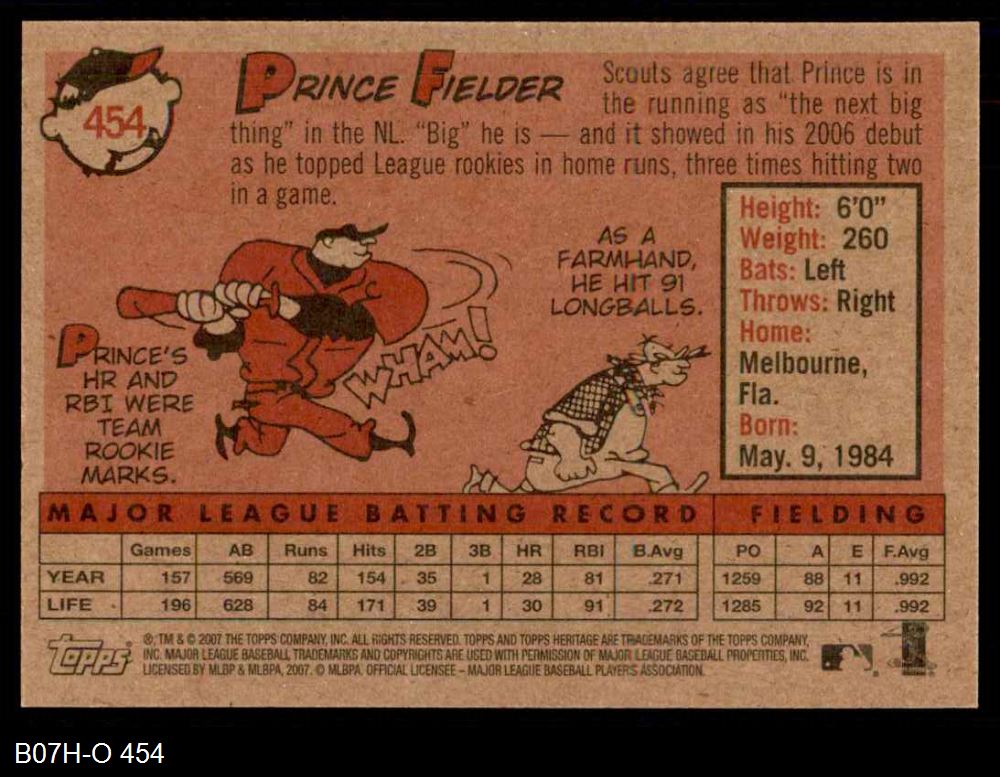 454
PRINCE FIELDER
Scouts agree that Prince is in
the running as "the next big
thing" in the NL. "Big" he is — and it showed in his 2006 debut
as he topped League rookies in home runs, three times hitting two
in a game.
Height: 6'0"
Weight: 260
Bats: Left
Throws: Right
Home:
Melbourne,
Fla.
Born:
May. 9, 1984
AS A
FARMHAND,
HE HIT 91
LONGBALLS.
WHAM!
PRINCE'S
HR AND
RBI WERE
TEAM
ROOKIE
MARKS.
MAJOR LEAGUE BATTING RECORD FIELDING
Games AB Runs Hits 2B 3B HR RBI B.Avg PO A E F.Avg
YEAR 157 569 82 154 35 1 28 81 .271 1259 88 11 .992
LIFE 196 628 84 171 39 1 30 91 .272 1285 92 11 .992
Topps
®, TM & © 2007 THE TOPPS COMPANY, INC. ALL RIGHTS RESERVED. TOPPS AND TOPPS HERITAGE ARE TRADEMARKS OF THE TOPPS COMPANY,
INC. MAJOR LEAGUE BASEBALL TRADEMARKS AND COPYRIGHTS ARE USED WITH PERMISSION OF MAJOR LEAGUE BASEBALL PROPERTIES, INC.
LICENSED BY MLBP & MLBPA, 2007. © MLBPA. OFFICIAL LICENSEE – MAJOR LEAGUE BASEBALL PLAYERS ASSOCIATION.
B07H-O 454